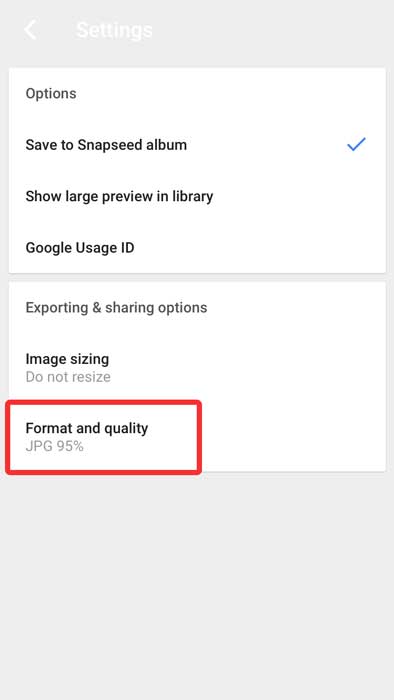 Settings
Options
Save to Snapseed album
Show large preview in library
Google Usage ID
Exporting & sharing options
Image sizing
Do not resize
Format and quality
JPG 95%